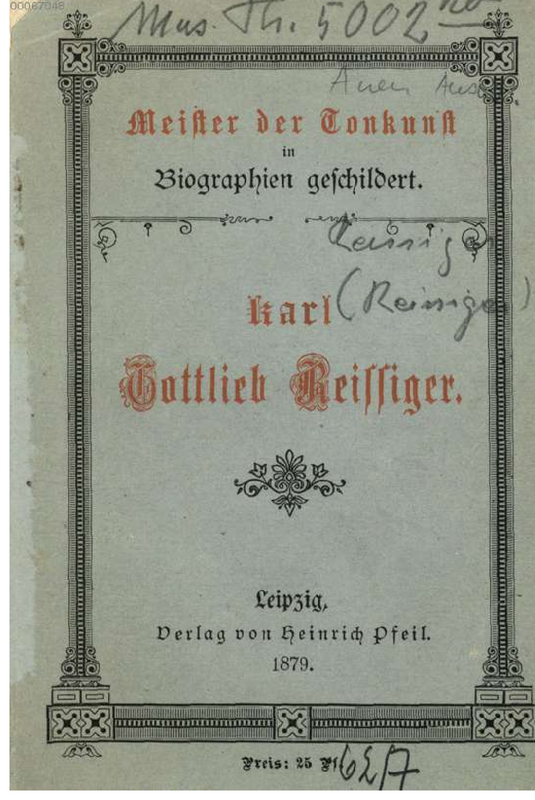 00067048
Mus. Th. 5002
Meister der Tonkunst
in
Biographien geschildert.
Karl
(Reissiger)
Gottlieb Reissiger.
Leipzig,
Verlag von Heinrich Pfeil.
1879.
Preis: 25